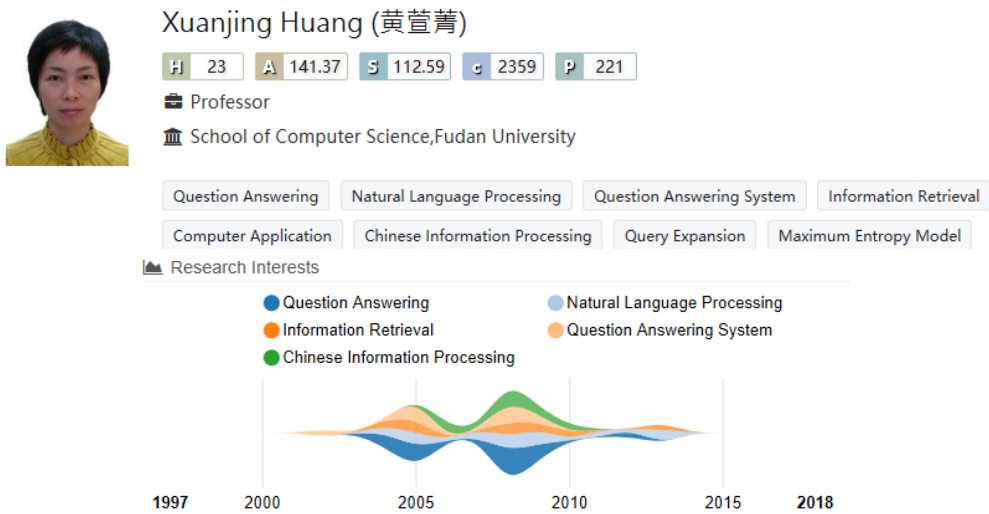 Xuanjing Huang (黄萱菁)
H 23 A 141.37 S 112.59 c 2359 P 221
Professor
School of Computer Science,Fudan University
Question Answering Natural Language Processing Question Answering System Information Retrieval
Computer Application Chinese Information Processing Query Expansion Maximum Entropy Model
Research Interests
Question Answering Natural Language Processing
Information Retrieval Question Answering System
Chinese Information Processing
1997 2000 2005 2010 2015 2018